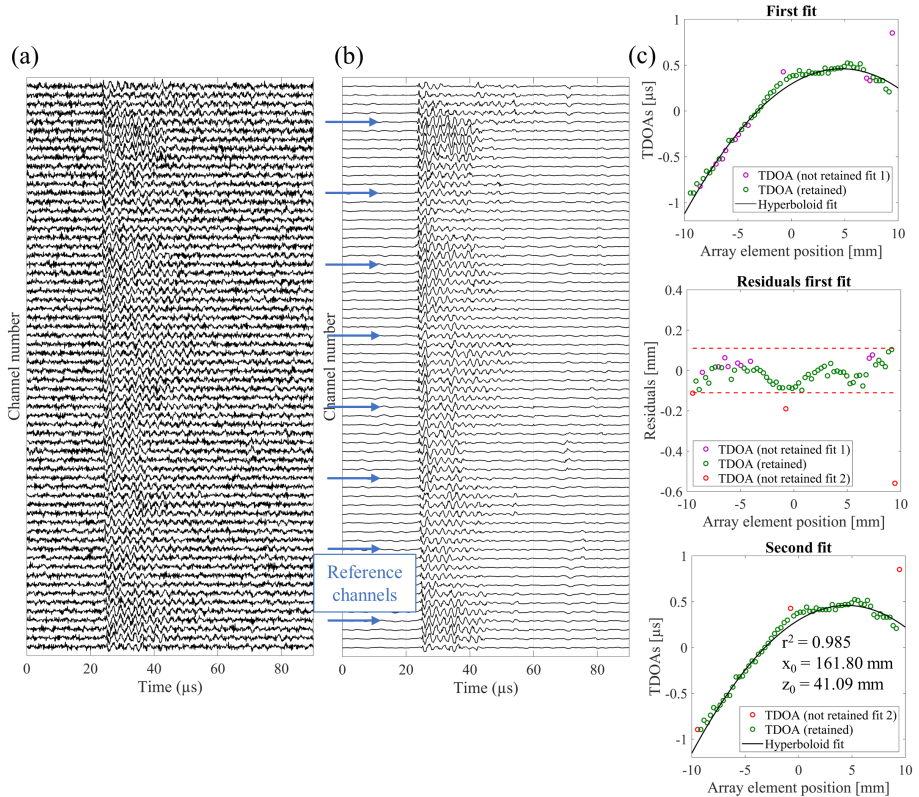 (a)
Channel number
0
20
40
60
80
Time (µs)
(b)
Channel number
Reference
channels
0
20
40
60
80
Time (µs)
(c)
First fit
TDOAs [µs]
1
0.5
0
-0.5
-1
TDOA (not retained fit 1)
TDOA (retained)
Hyperboloid fit
-10
-5
0
5
10
Array element position [mm]
Residuals first fit
Residuals [mm]
0.4
0.2
0
-0.2
-0.4
-0.6
TDOA (not retained fit 1)
TDOA (retained)
TDOA (not retained fit 2)
-10
-5
0
5
10
Array element position [mm]
Second fit
TDOAs [µs]
1
0.5
0
-0.5
-1
r² = 0.985
x₀ = 161.80 mm
z₀ = 41.09 mm
TDOA (not retained fit 2)
TDOA (retained)
Hyperboloid fit
-10
-5
0
5
10
Array element position [mm]